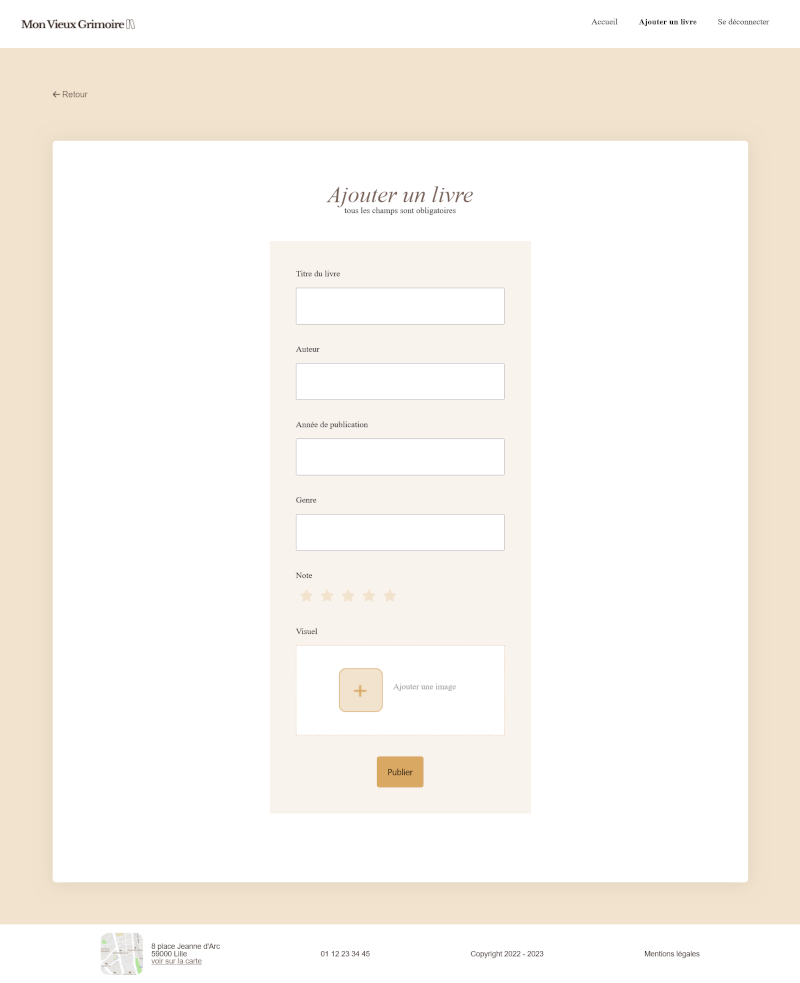 Mon Vieux Grimoire
Accueil
Ajouter un livre
Se déconnecter
Retour
Ajouter un livre
tous les champs sont obligatoires
Titre du livre
Auteur
Année de publication
Genre
Note
Visuel
Ajouter une image
Publier
8 place Jeanne d'Arc
59000 Lille
voir sur la carte
01 12 23 34 45
Copyright 2022 - 2023
Mentions légales